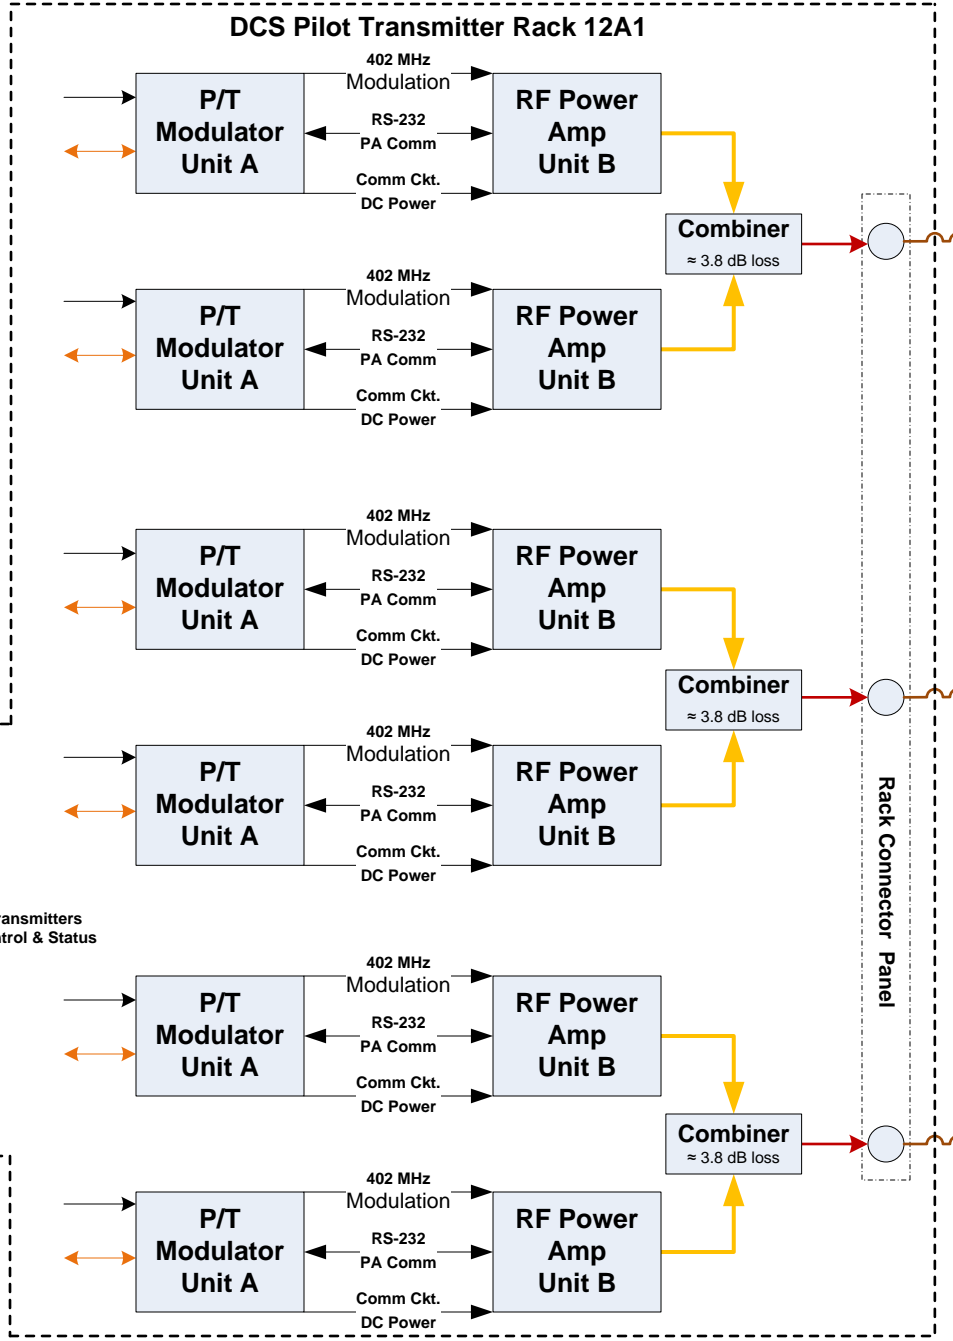 DCS Pilot Transmitter Rack 12A1
402 MHz
Modulation
P/T
Modulator
Unit A
RS-232
PA Comm
RF Power
Amp
Unit B
Comm Ckt.
DC Power
Combiner
≈ 3.8 dB loss
402 MHz
Modulation
P/T
Modulator
Unit A
RS-232
PA Comm
RF Power
Amp
Unit B
Comm Ckt.
DC Power
402 MHz
Modulation
P/T
Modulator
Unit A
RS-232
PA Comm
RF Power
Amp
Unit B
Comm Ckt.
DC Power
Combiner
≈ 3.8 dB loss
402 MHz
Modulation
P/T
Modulator
Unit A
RS-232
PA Comm
RF Power
Amp
Unit B
Comm Ckt.
DC Power
Rack Connector Panel
ransmitters
trol & Status
402 MHz
Modulation
P/T
Modulator
Unit A
RS-232
PA Comm
RF Power
Amp
Unit B
Comm Ckt.
DC Power
Combiner
≈ 3.8 dB loss
402 MHz
Modulation
P/T
Modulator
Unit A
RS-232
PA Comm
RF Power
Amp
Unit B
Comm Ckt.
DC Power